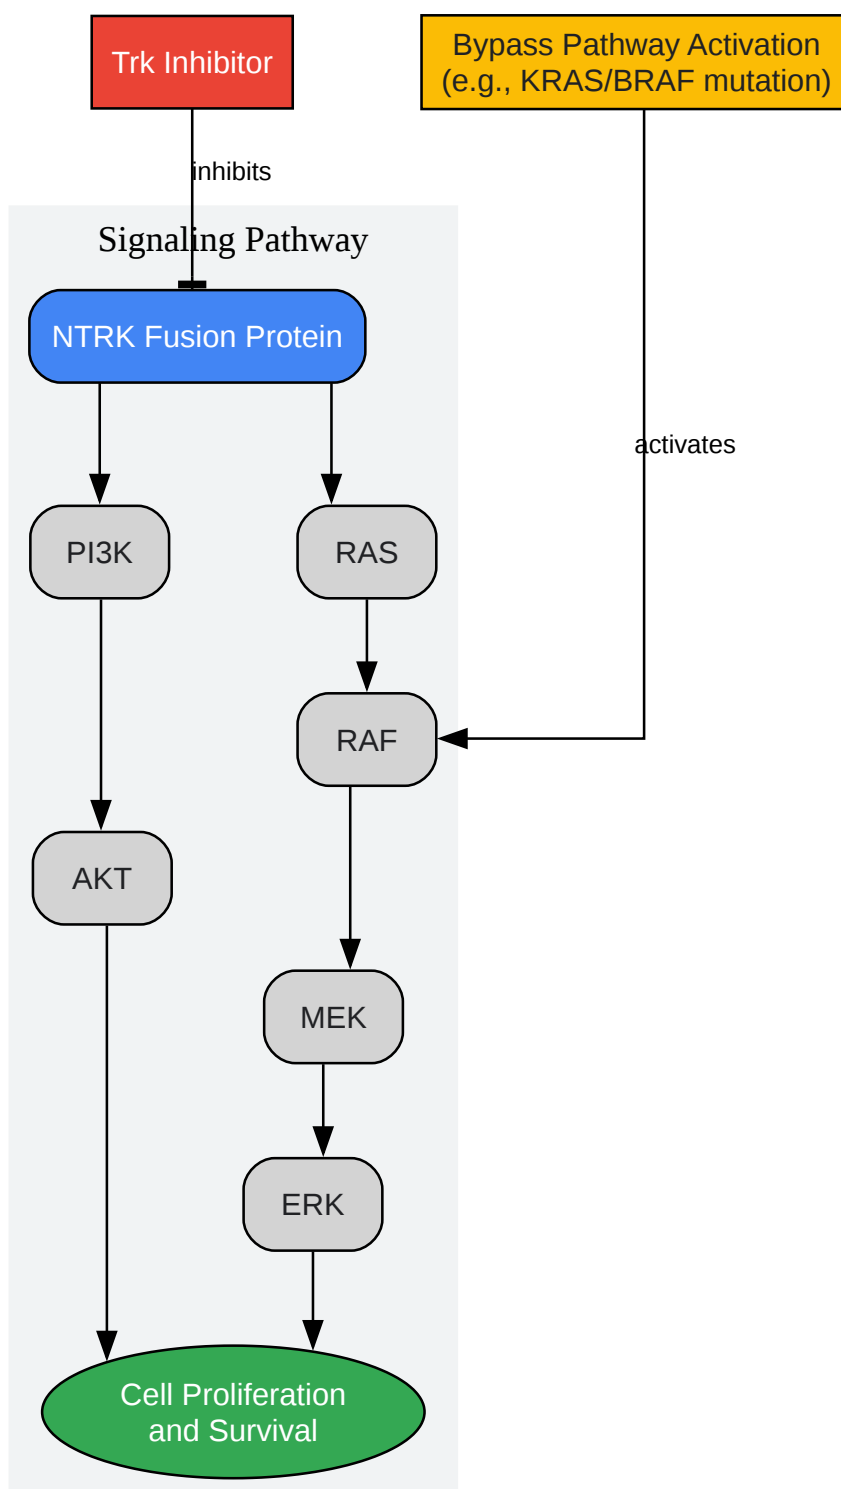 Trk Inhibitor
Bypass Pathway Activation
(e.g., KRAS/BRAF mutation)
inhibits
Signaling Pathway
NTRK Fusion Protein
activates
PI3K
RAS
RAF
AKT
MEK
ERK
Cell Proliferation
and Survival